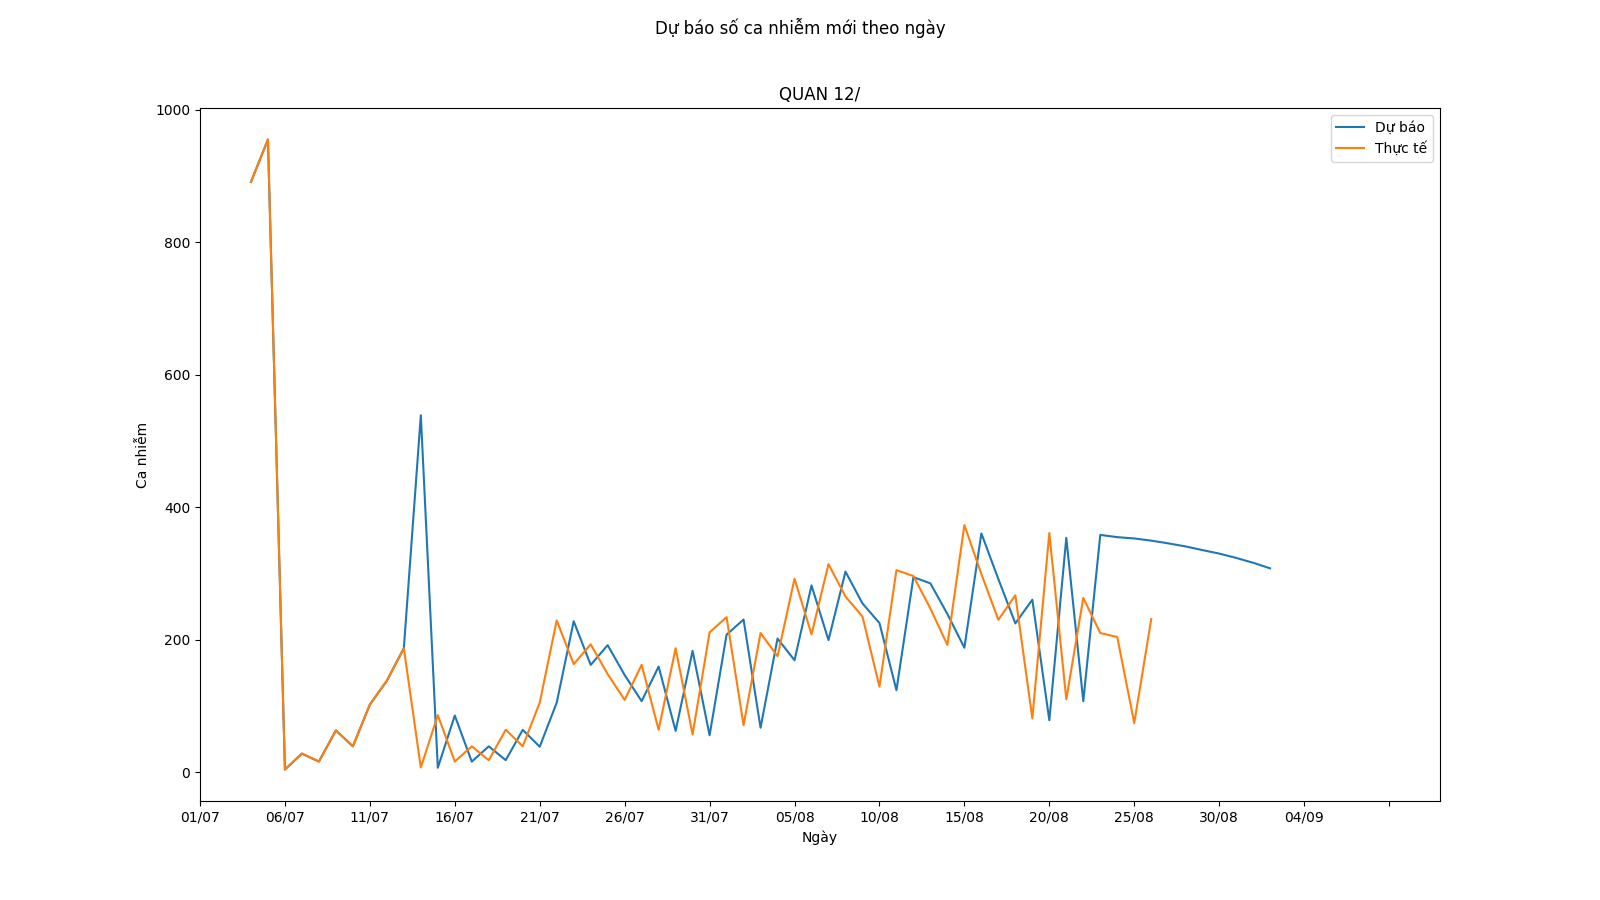 Dự báo số ca nhiễm mới theo ngày
QUAN 12/
Dự báo
Thực tế
Ca nhiễm
1000
800
600
400
200
0
01/07 06/07 11/07 16/07 21/07 26/07 31/07 05/08 10/08 15/08 20/08 25/08 30/08 04/09
Ngày